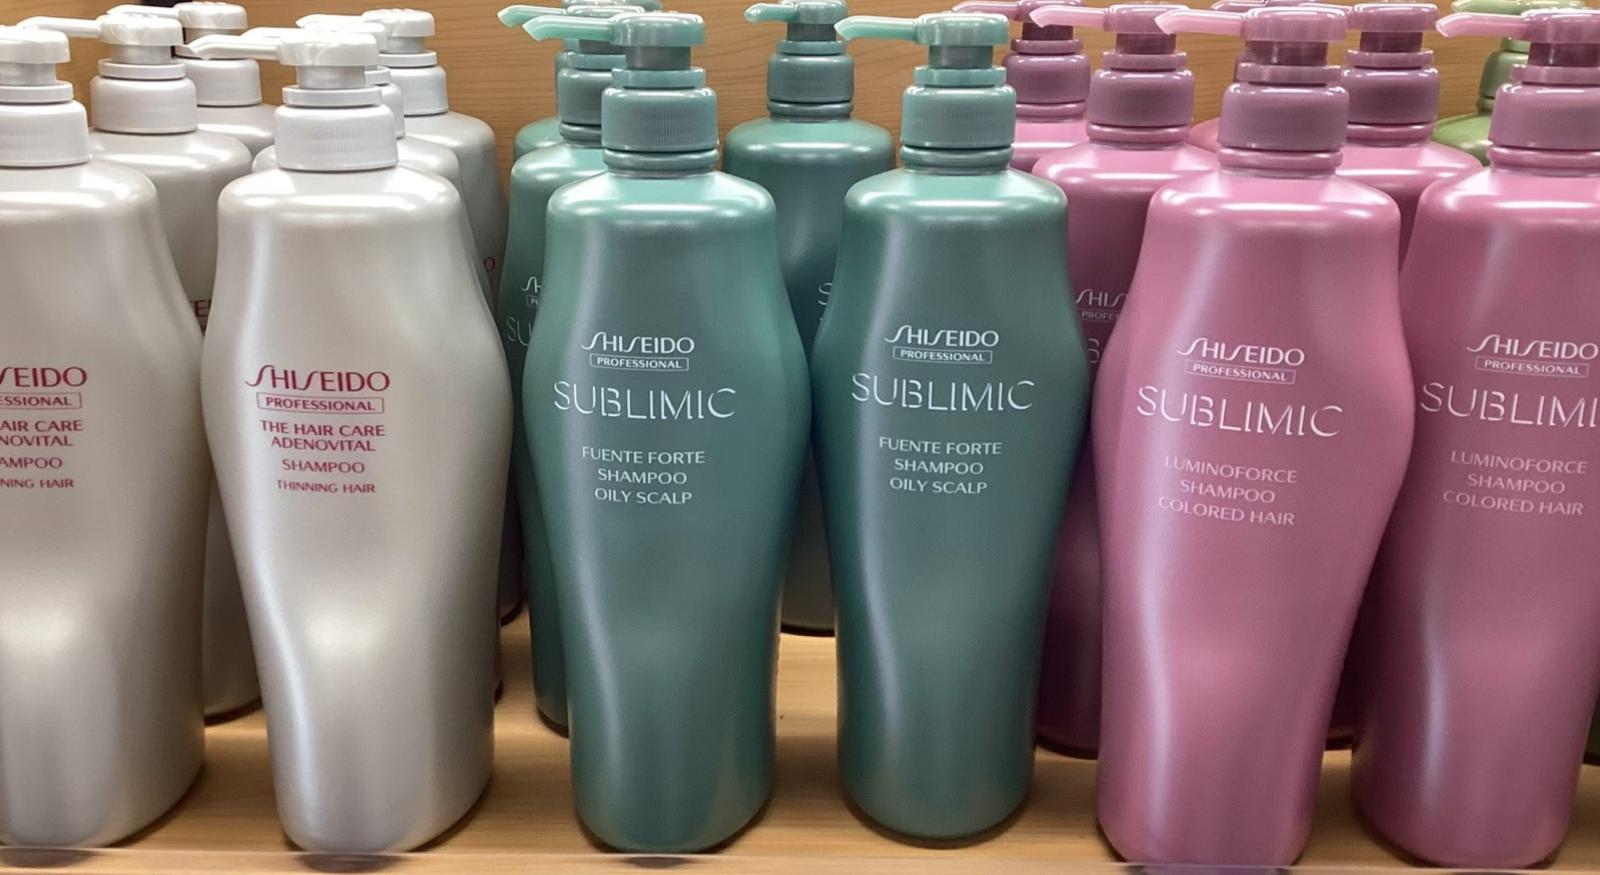 SHISEIDO
PROFESSIONAL
THE HAIR CARE
ADENOVITAL
SHAMPOO
THINNING HAIR
SHISEIDO
PROFESSIONAL
SUBLIMIC
FUENTE FORTE
SHAMPOO
OILY SCALP
SHISEIDO
PROFESSIONAL
SUBLIMIC
FUENTE FORTE
SHAMPOO
OILY SCALP
SHISEIDO
PROFESSIONAL
SUBLIMIC
LUMINOFORCE
SHAMPOO
COLORED HAIR
SHISEIDO
PROFESSIONAL
LUMINOFORCE
SHAMPOO
COLORED HAIR